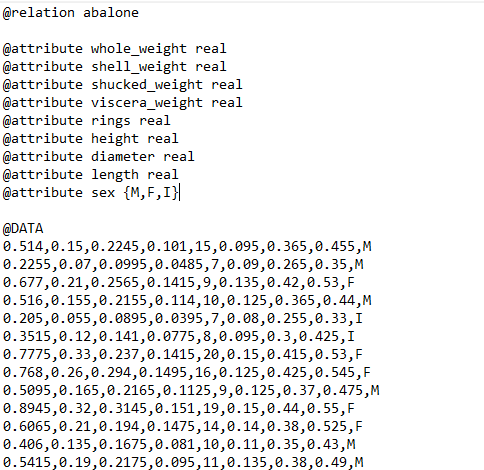 @relation abalone
@attribute whole_weight real
@attribute shell_weight real
@attribute shucked_weight real
@attribute viscera_weight real
@attribute rings real
@attribute height real
@attribute diameter real
@attribute length real
@attribute sex {M,F,I}
@DATA
0.514,0.15,0.2245,0.101,15,0.095,0.365,0.455,M
0.2255,0.07,0.0995,0.0485,7,0.09,0.265,0.35,M
0.677,0.21,0.2565,0.1415,9,0.135,0.42,0.53,F
0.516,0.155,0.2155,0.114,10,0.125,0.365,0.44,M
0.205,0.055,0.0895,0.0395,7,0.08,0.255,0.33,I
0.3515,0.12,0.141,0.0775,8,0.095,0.3,0.425,I
0.7775,0.33,0.237,0.1415,20,0.15,0.415,0.53,F
0.768,0.26,0.294,0.1495,16,0.125,0.425,0.545,F
0.5095,0.165,0.2165,0.1125,9,0.125,0.37,0.475,M
0.8945,0.32,0.3145,0.151,19,0.15,0.44,0.55,F
0.6065,0.21,0.194,0.1475,14,0.14,0.38,0.525,F
0.406,0.135,0.1675,0.081,10,0.11,0.35,0.43,M
0.5415,0.19,0.2175,0.095,11,0.135,0.38,0.49,M